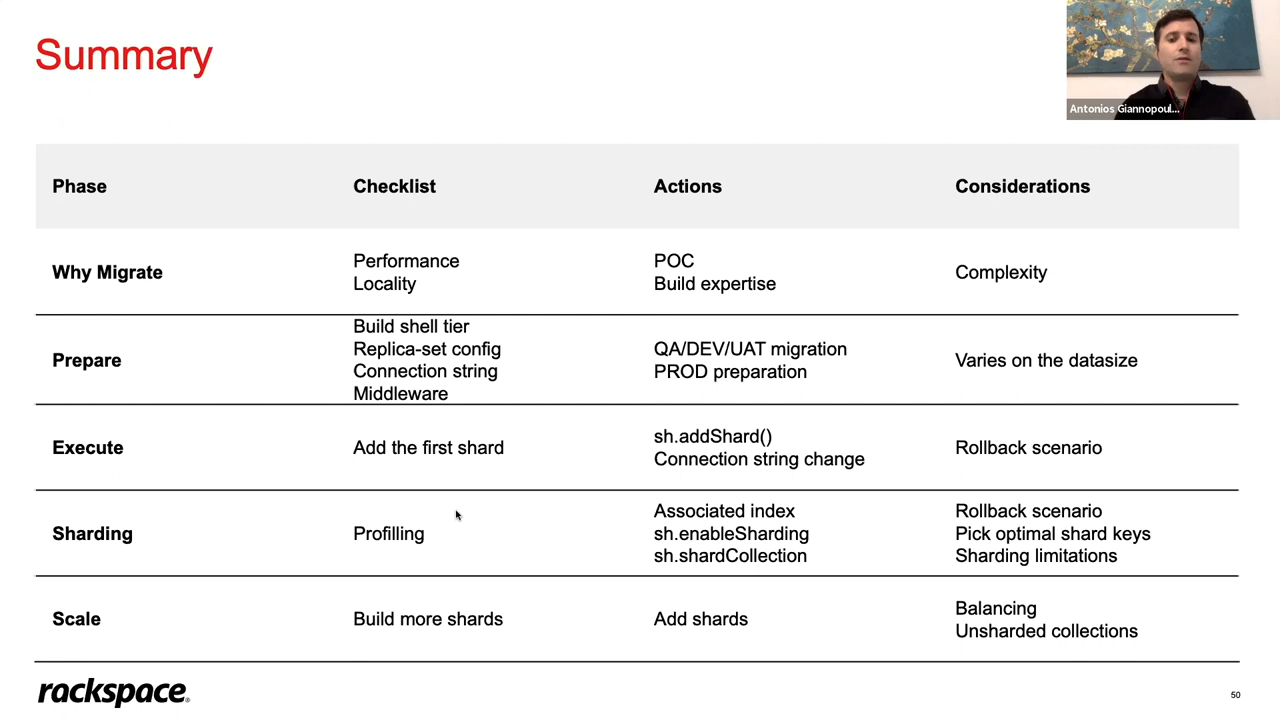 Summary
Antonios Giannopoul...
Phase Checklist Actions Considerations
Why Migrate
Performance
Locality
POC
Build expertise
Complexity
Prepare
Build shell tier
Replica-set config
Connection string
Middleware
QA/DEV/UAT migration
PROD preparation
Varies on the datasize
Execute
Add the first shard
sh.addShard()
Connection string change
Rollback scenario
Sharding
Profilling
Associated index
sh.enableSharding
sh.shardCollection
Rollback scenario
Pick optimal shard keys
Sharding limitations
Scale
Build more shards
Add shards
Balancing
Unsharded collections
rackspace®
50